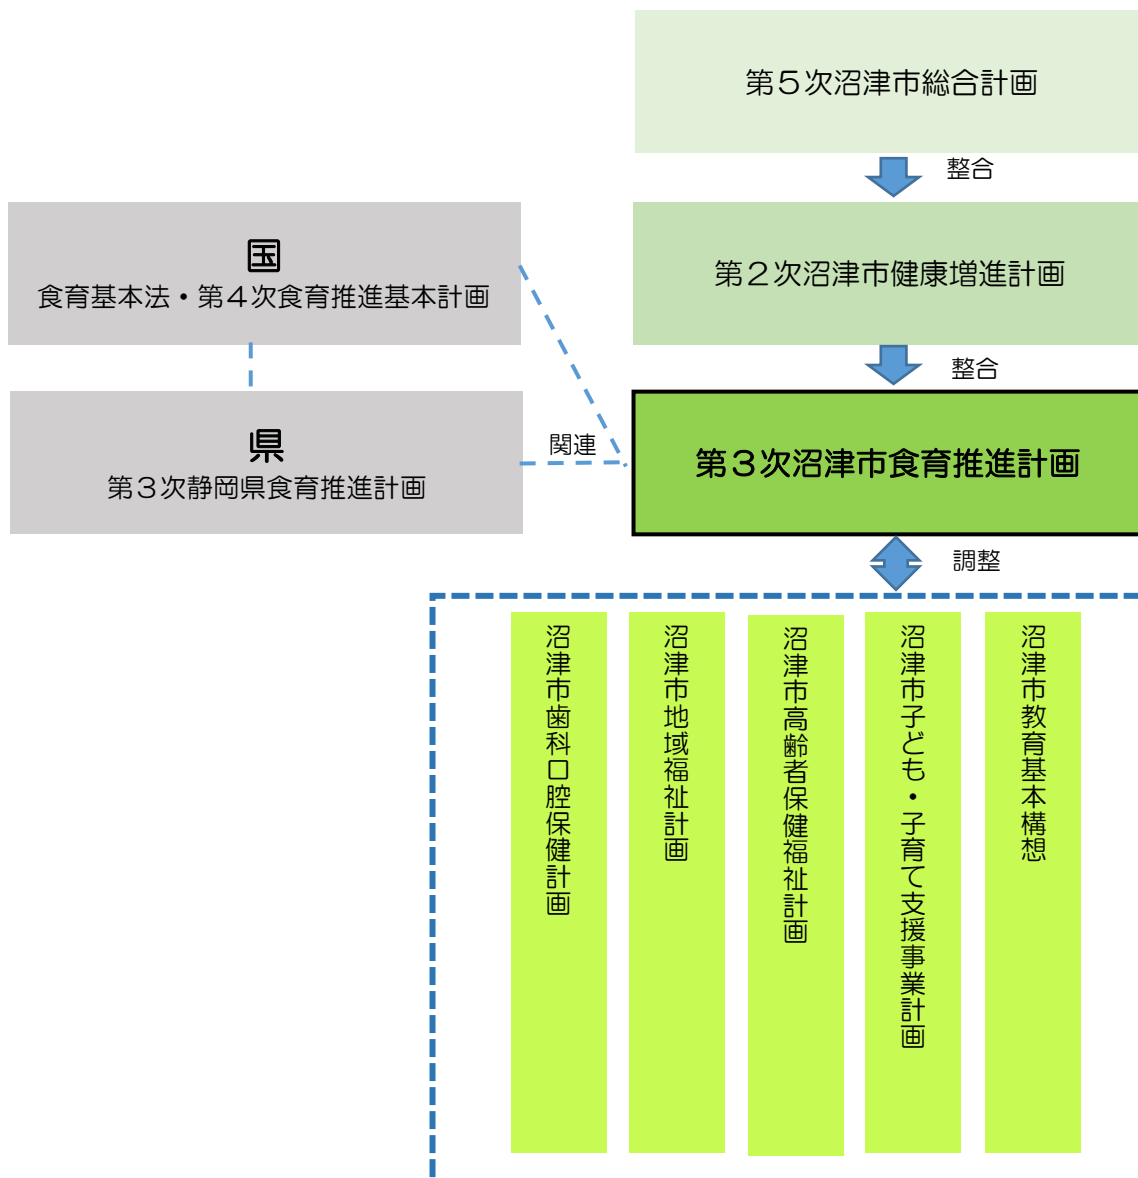 第５次沼津市総合計画
整合
国
食育基本法・第４次食育推進基本計画
第２次沼津市健康増進計画
整合
県
第３次静岡県食育推進計画
関連
第３次沼津市食育推進計画
調整
沼津市歯科口腔保健計画
沼津市地域福祉計画
沼津市高齢者保健福祉計画
沼津市子ども・子育て支援事業計画
沼津市教育基本構想